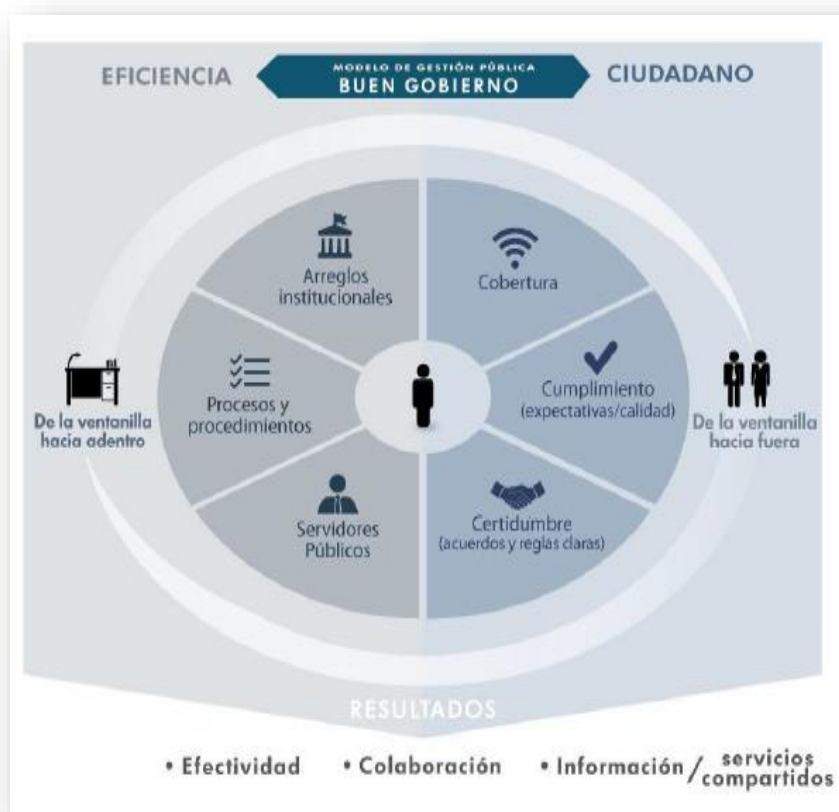 EFICIENCIA
MODELO DE GESTIÓN PÚBLICA
BUEN GOBIERNO
CIUDADANO
Arreglos
institucionales
Cobertura
Procesos y
procedimientos
Cumplimiento
(expectativas/calidad)
De la ventanilla
hacia adentro
De la ventanilla
hacia fuera
Servidores
Públicos
Certidumbre
(acuerdos y reglas claras)
RESULTADOS
• Efectividad • Colaboración • Información / servicios
compartidos